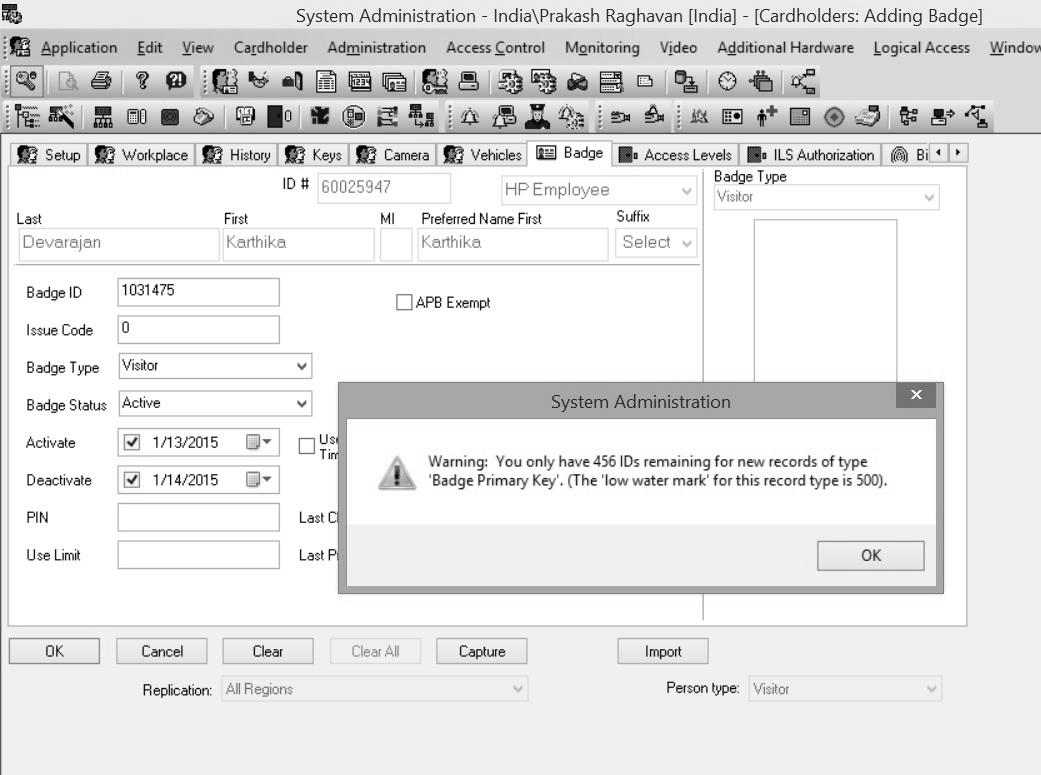 System Administration - India\Prakash Raghavan [India] - [Cardholders: Adding Badge]
Application Edit View Cardholder Administration Access Control Monitoring Video Additional Hardware Logical Access Window
Setup Workplace History Keys Camera Vehicles Badge Access Levels ILS Authorization Bi
ID # 60025947 HP Employee
Badge Type
Visitor
Last First MI Preferred Name First Suffix
Devarajan Karthika Karthika Select
Badge ID 1031475 APB Exempt
Issue Code 0
Badge Type Visitor
Badge Status Active
Activate 1/13/2015 Use
Tim
Deactivate 1/14/2015
PIN Last Cl
Use Limit Last Pr
System Administration
Warning: You only have 456 IDs remaining for new records of type
'Badge Primary Key'. (The 'low water mark' for this record type is 500).
OK
OK Cancel Clear Clear All Capture Import
Replication: All Regions Person type: Visitor